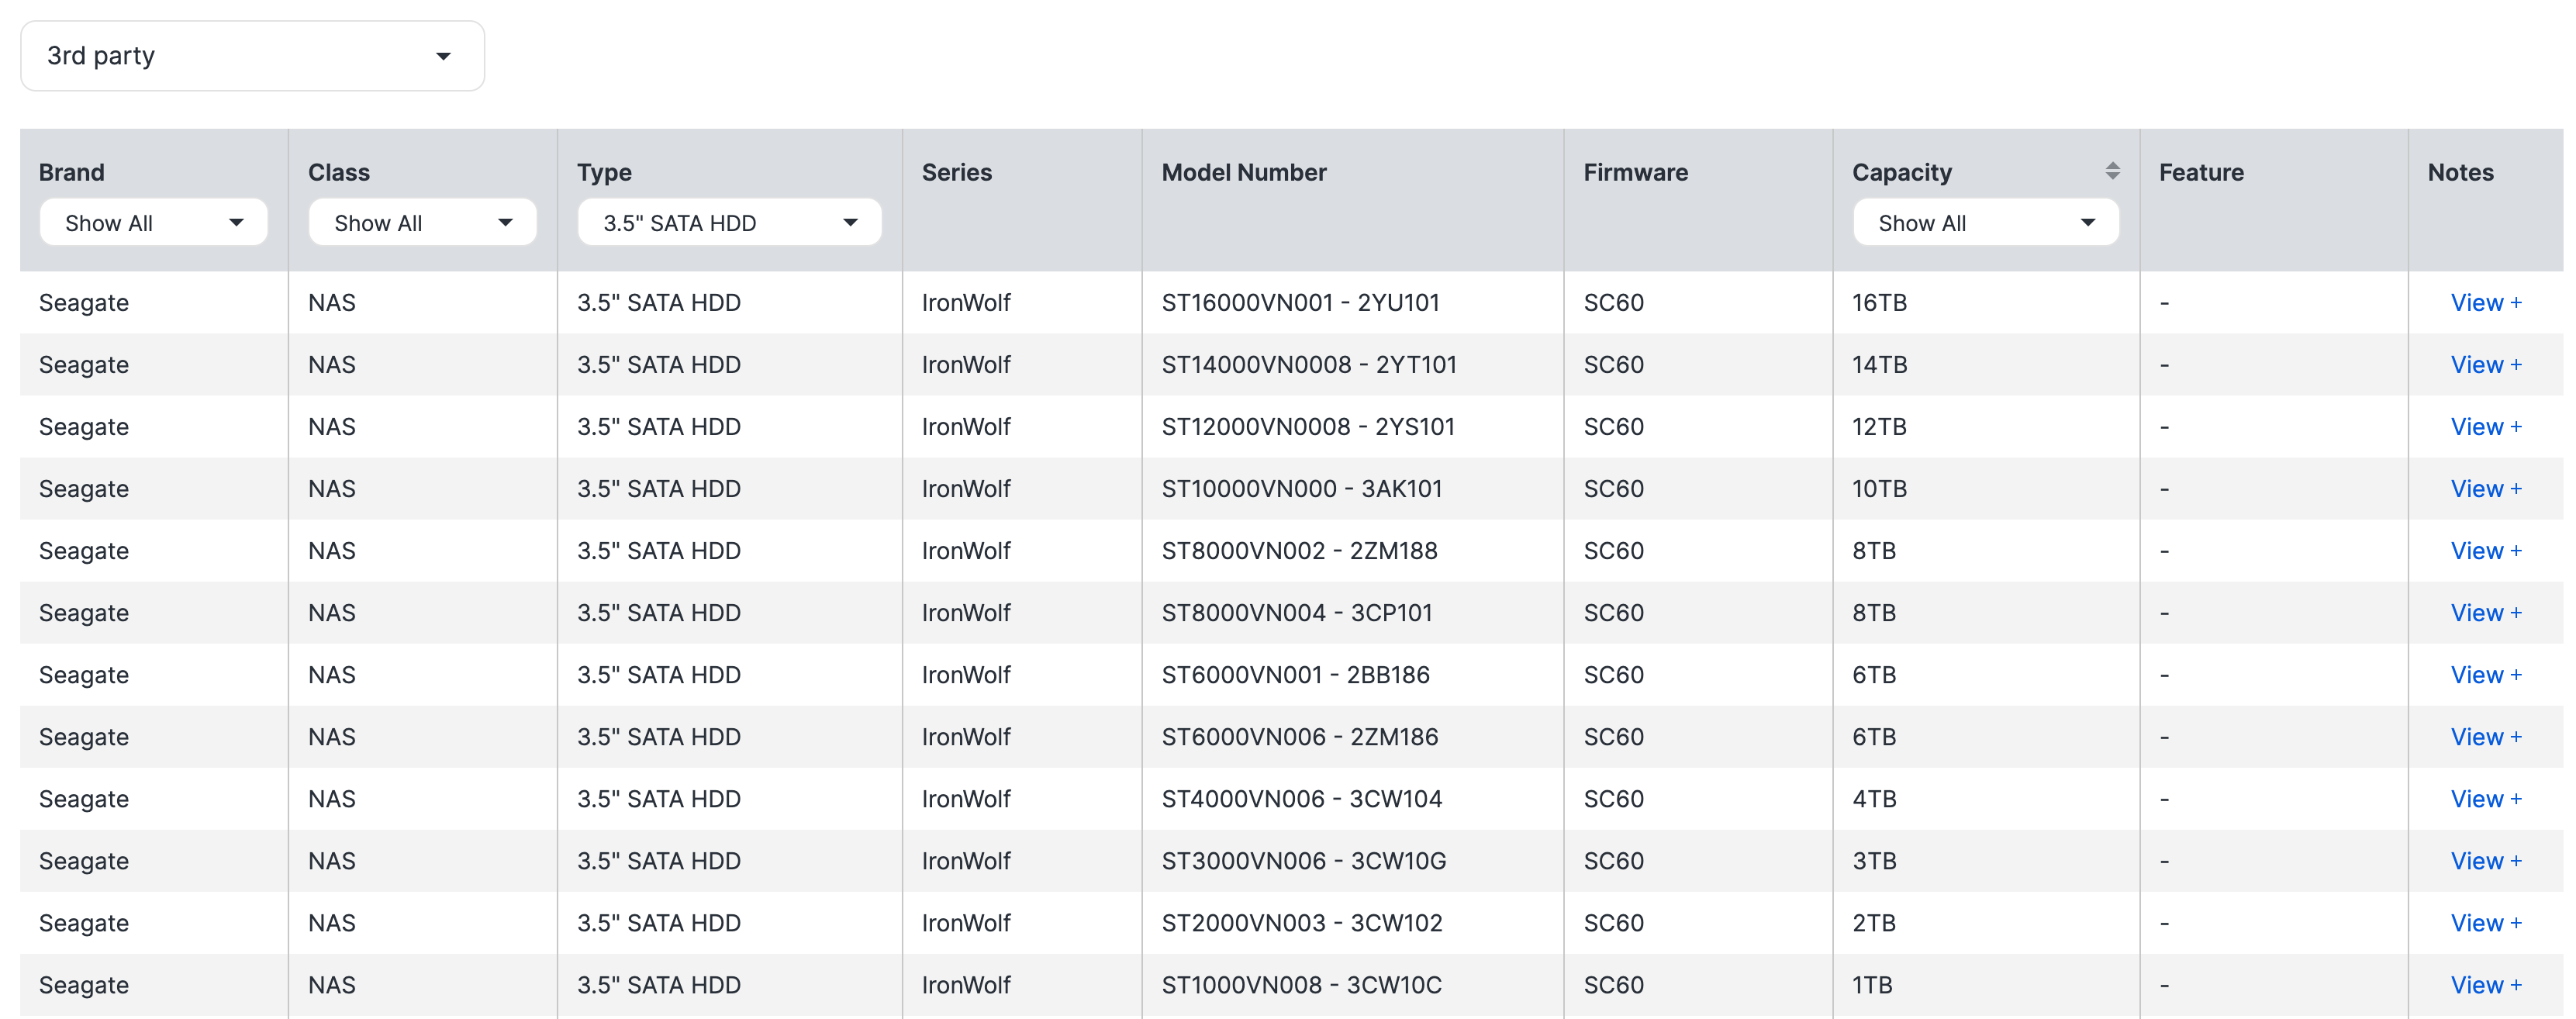 3rd party
Brand Class Type Series Model Number Firmware Capacity Feature Notes
Show All Show All 3.5" SATA HDD Show All
Seagate NAS 3.5" SATA HDD IronWolf ST16000VN001 - 2YU101 SC60 16TB - View +
Seagate NAS 3.5" SATA HDD IronWolf ST14000VN0008 - 2YT101 SC60 14TB - View +
Seagate NAS 3.5" SATA HDD IronWolf ST12000VN0008 - 2YS101 SC60 12TB - View +
Seagate NAS 3.5" SATA HDD IronWolf ST10000VN000 - 3AK101 SC60 10TB - View +
Seagate NAS 3.5" SATA HDD IronWolf ST8000VN002 - 2ZM188 SC60 8TB - View +
Seagate NAS 3.5" SATA HDD IronWolf ST8000VN004 - 3CP101 SC60 8TB - View +
Seagate NAS 3.5" SATA HDD IronWolf ST6000VN001 - 2BB186 SC60 6TB - View +
Seagate NAS 3.5" SATA HDD IronWolf ST6000VN006 - 2ZM186 SC60 6TB - View +
Seagate NAS 3.5" SATA HDD IronWolf ST4000VN006 - 3CW104 SC60 4TB - View +
Seagate NAS 3.5" SATA HDD IronWolf ST3000VN006 - 3CW10G SC60 3TB - View +
Seagate NAS 3.5" SATA HDD IronWolf ST2000VN003 - 3CW102 SC60 2TB - View +
Seagate NAS 3.5" SATA HDD IronWolf ST1000VN008 - 3CW10C SC60 1TB - View +